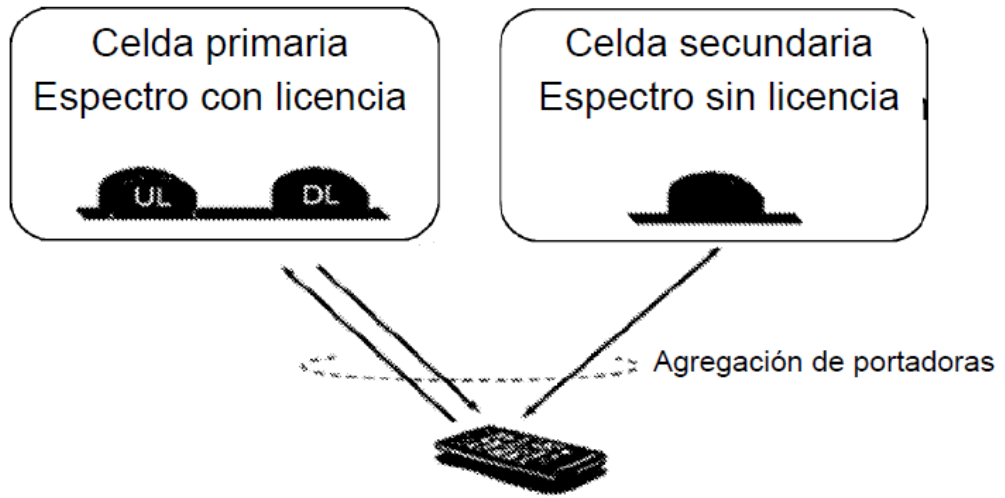 Celda primaria
Espectro con licencia
UL DL
Celda secundaria
Espectro sin licencia
Agregación de portadoras